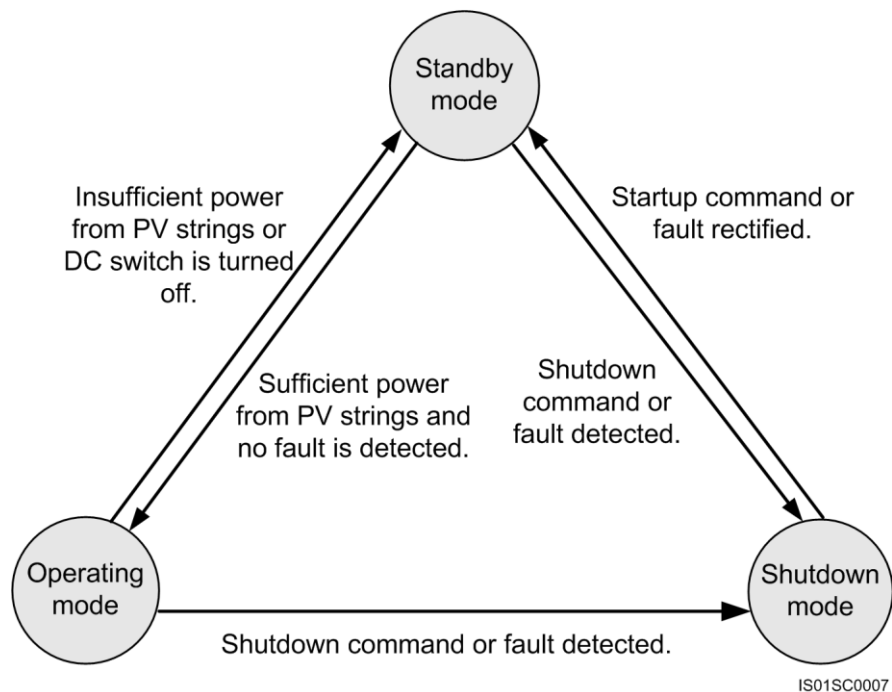 Standby
mode
Insufficient power
from PV strings or
DC switch is turned
off.
Startup command or
fault rectified.
Sufficient power
from PV strings and
no fault is detected.
Shutdown
command or
fault detected.
Operating
mode
Shutdown
mode
Shutdown command or fault detected.
IS01SC0007